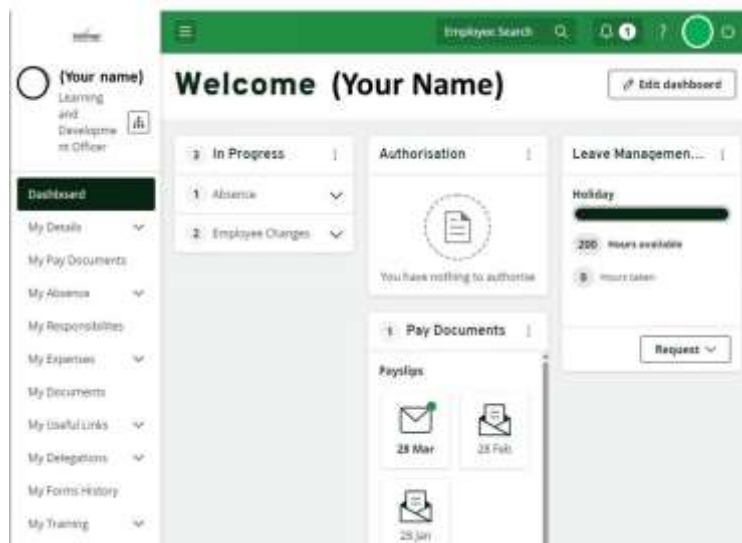 Employee Search
1
?
(Your name)
Learning
and
Developme
nt Officer
Welcome (Your Name)
Edit dashboard
Dashboard
My Details
My Pay Documents
My Absence
My Responsibilities
My Expenses
My Documents
My Useful Links
My Delegations
My Forms History
My Training
3 In Progress
1 Absence
2 Employee Changes
Authorisation
You have nothing to authorise
1 Pay Documents
Payslips
28 Mar
28 Feb
28 Jan
Leave Managemen...
Holiday
200 Hours available
0 Hours taken
Request